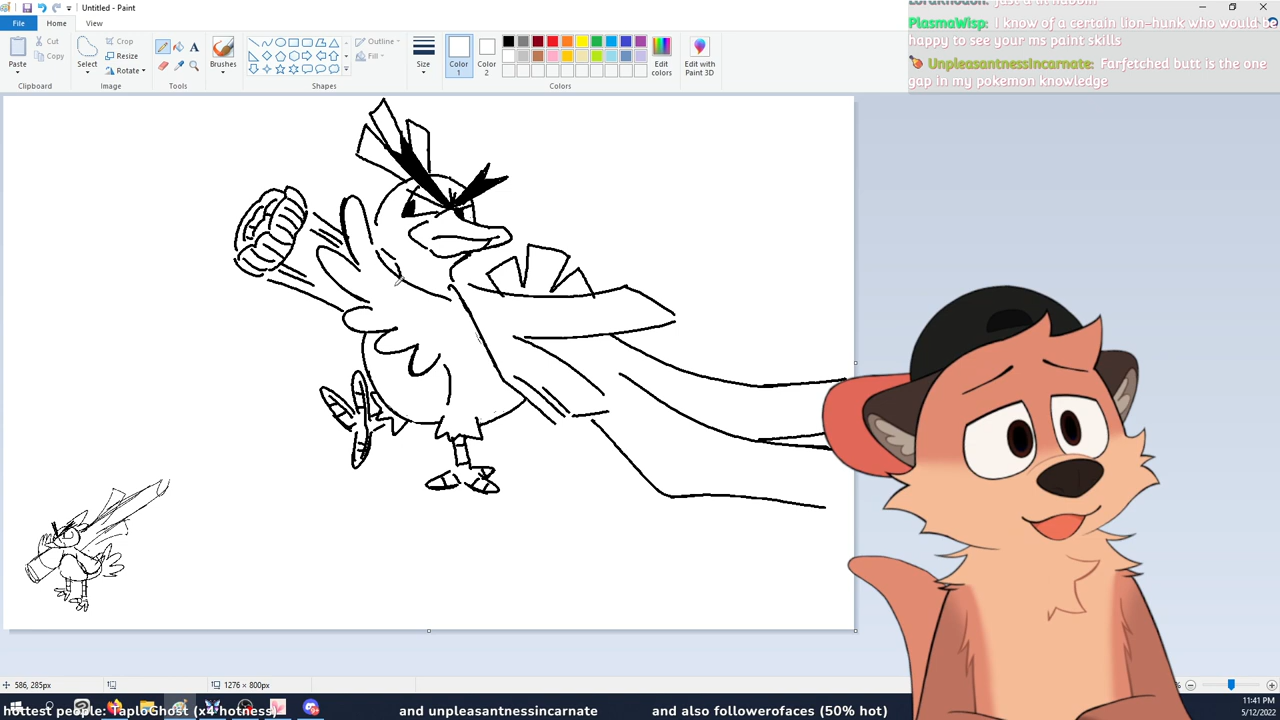 Untitled - Paint
File
Home
View
Paste
Cut
Copy
Clipboard
Select
Crop
Resize
Rotate
Image
Tools
Brushes
Shapes
Outline
Fill
Size
Color 1
Color 2
Edit colors
Edit with Paint 3D
Colors
PlasmaWisp: I know of a certain lion-hunk who would be
happy to see your ms paint skills
UnpleasantnessIncarnate: Farfetched butt is the one
gap in my pokemon knowledge
586, 285px
1276 × 800px
11:41 PM
5/12/2022
hottest people: TaploGhost (x4 hotness)
and unpleasantnessincarnate
and also followerofaces (50% hot)